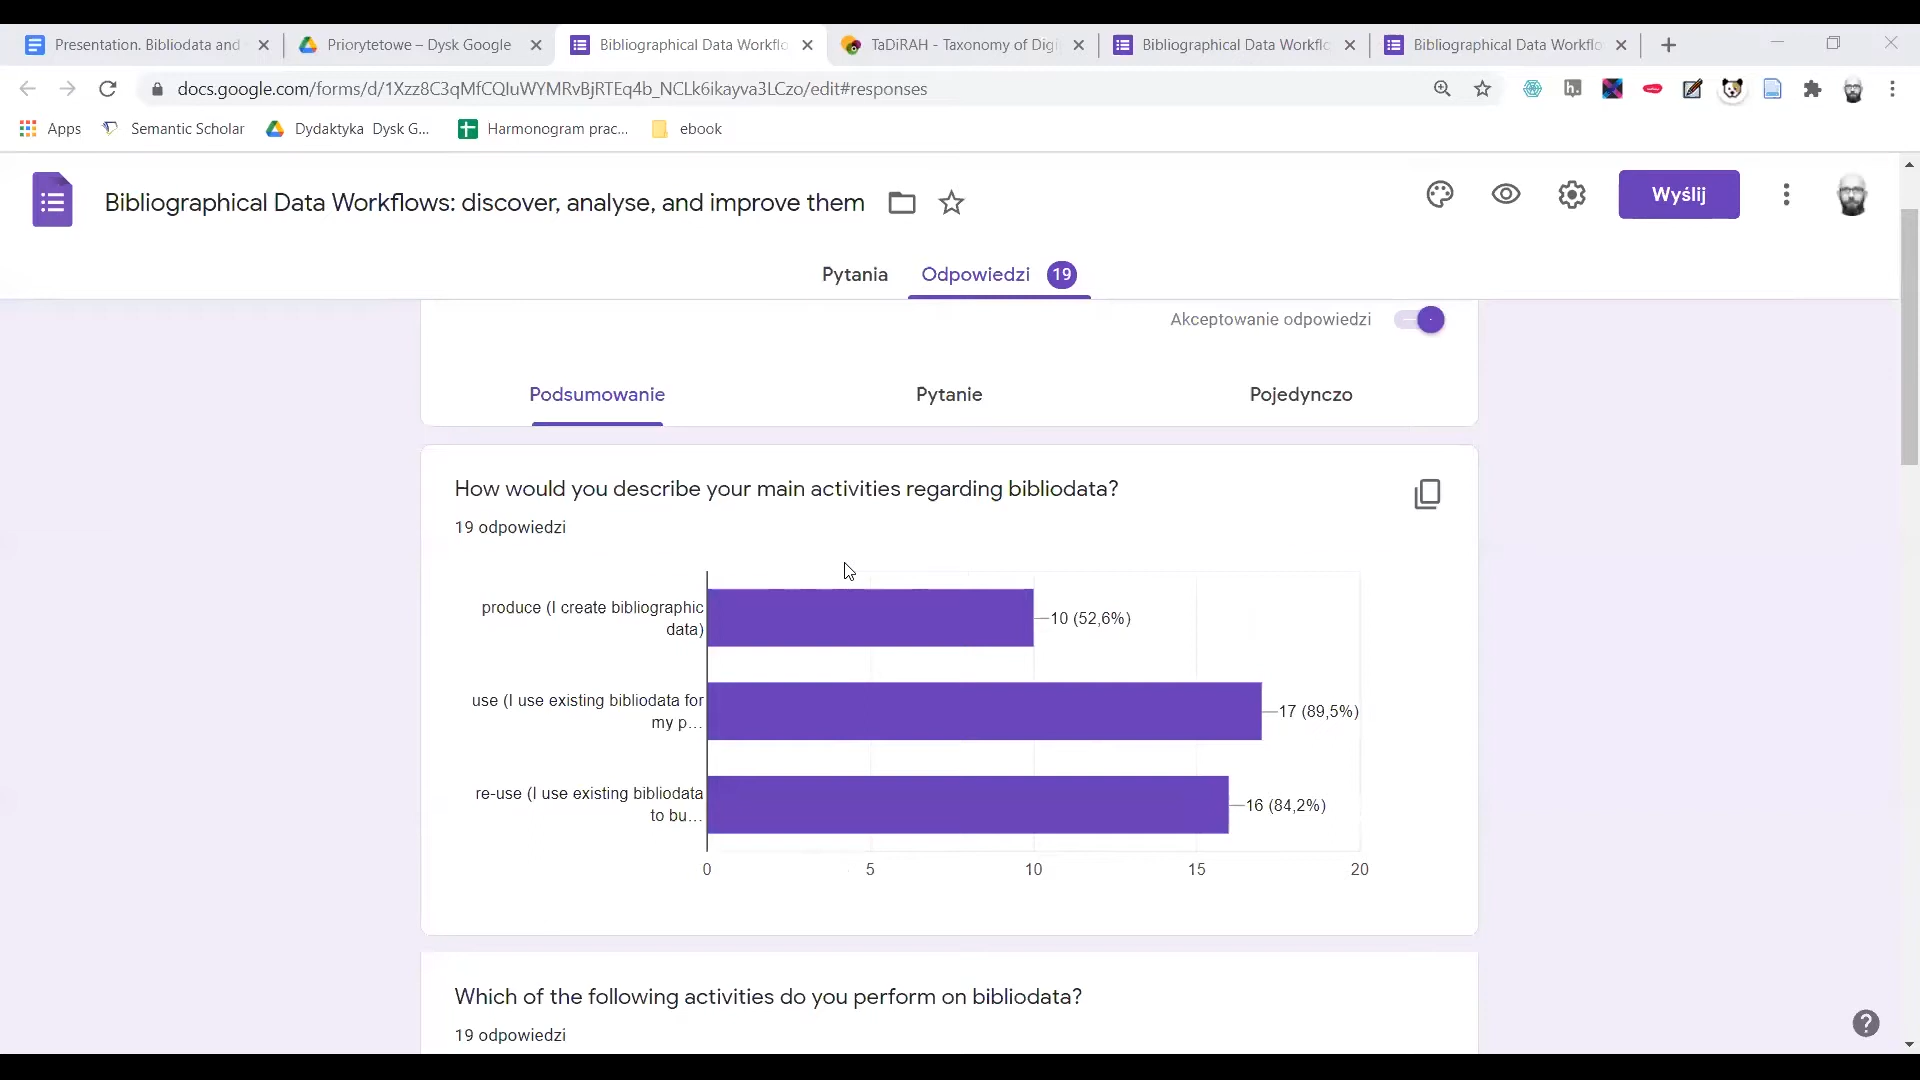 Presentation. Bibliodata and
Priorytetowe – Dysk Google
Bibliographical Data Workflo
TaDiRAH - Taxonomy of Digi
Bibliographical Data Workflo
Bibliographical Data Workflo
docs.google.com/forms/d/1Xzz8C3qMfCQluWYMRvBjRTEq4b_NCLk6ikayva3LCzo/edit#responses
Apps
Semantic Scholar
Dydaktyka Dysk G...
Harmonogram prac...
ebook
Bibliographical Data Workflows: discover, analyse, and improve them
Wyślij
Pytania
Odpowiedzi 19
Akceptowanie odpowiedzi
Podsumowanie
Pytanie
Pojedynczo
How would you describe your main activities regarding bibliodata?
19 odpowiedzi
produce (I create bibliographic
data)
10 (52,6%)
use (I use existing bibliodata for
my p...
17 (89,5%)
re-use (I use existing bibliodata
to bu...
16 (84,2%)
0 5 10 15 20
Which of the following activities do you perform on bibliodata?
19 odpowiedzi